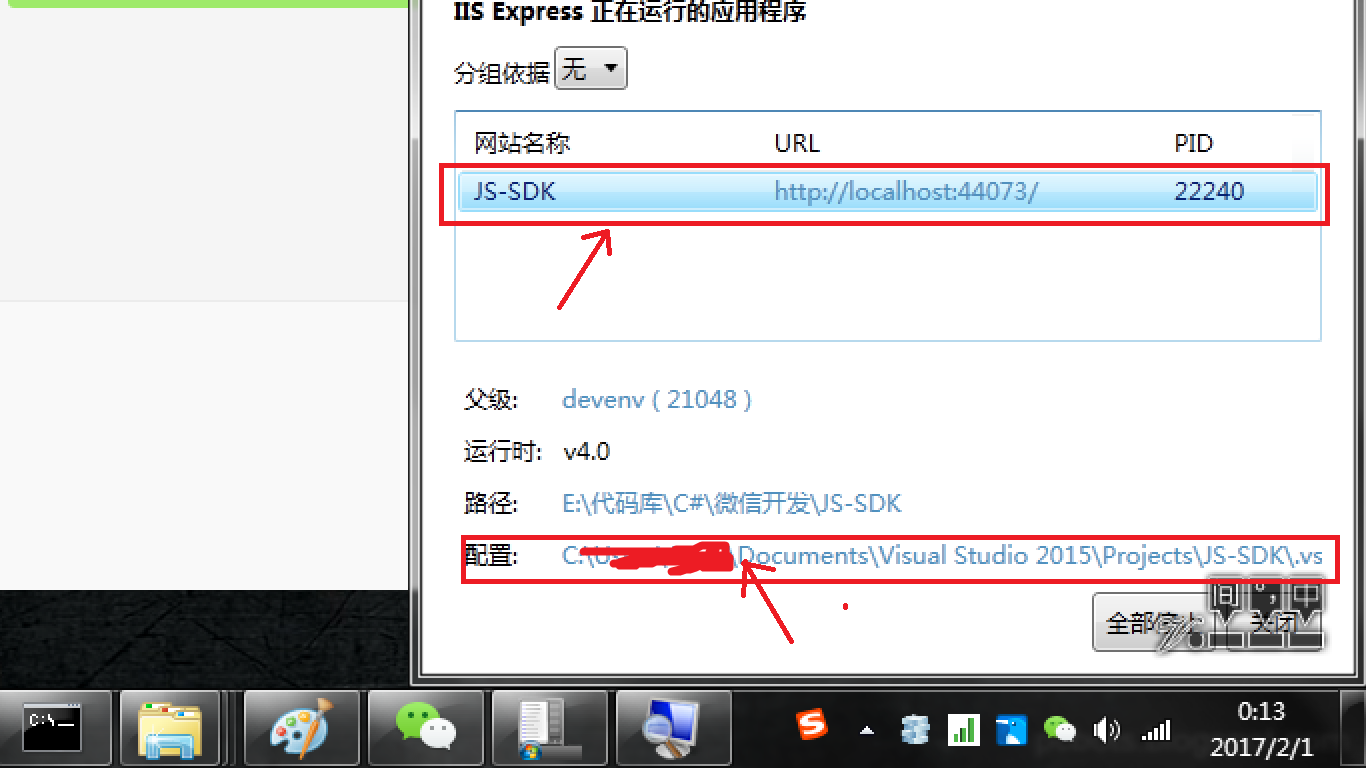 IIS Express 正在运行的应用程序
分组依据 无
网站名称 URL PID
JS-SDK http://localhost:44073/ 22240
父级: devenv ( 21048 )
运行时: v4.0
路径: E:\代码库\C#\微信开发\JS-SDK
配置: C:\ \Documents\Visual Studio 2015\Projects\JS-SDK\.vs
全部停止 关闭
C:\
0:13
2017/2/1